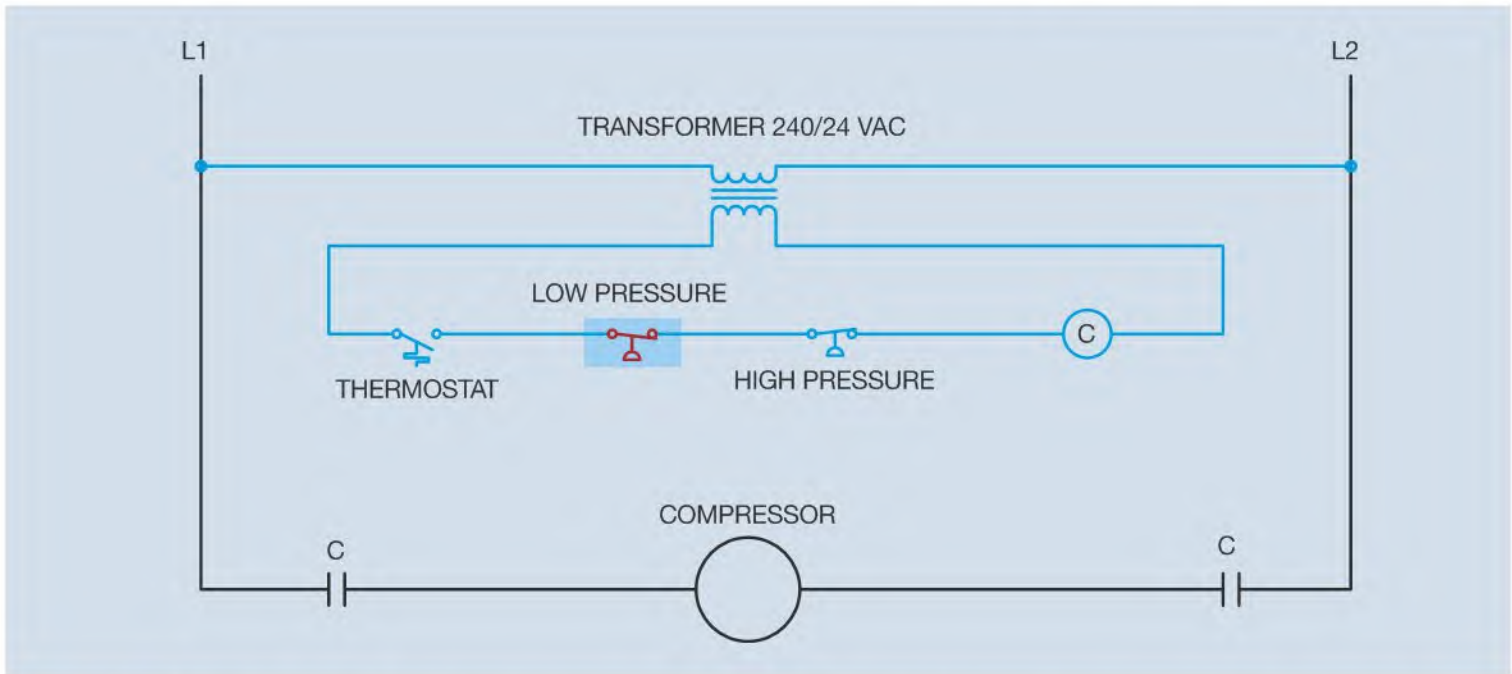 L1
L2
TRANSFORMER 240/24 VAC
LOW PRESSURE
C
THERMOSTAT
HIGH PRESSURE
COMPRESSOR
C
C